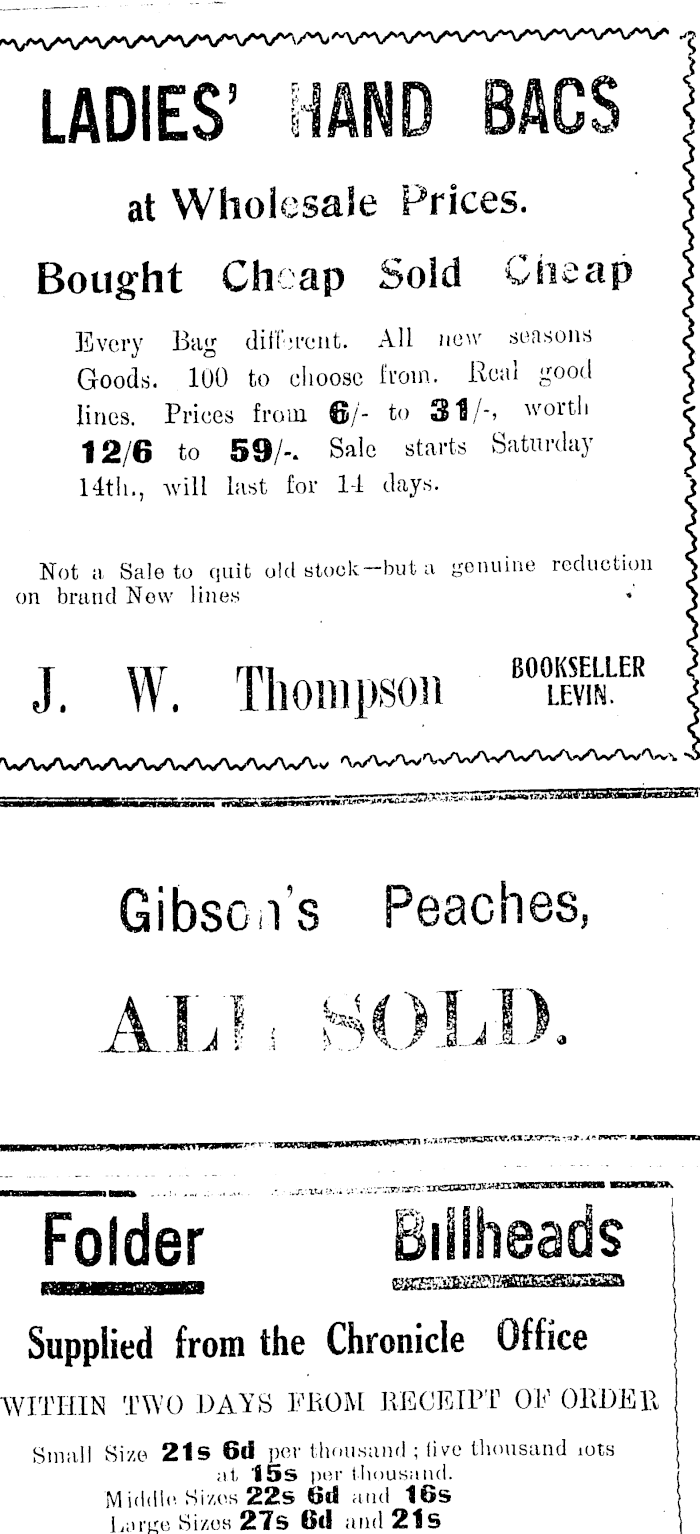 LADIES' HAND BAGS
at Wholesale Prices.
Bought Cheap Sold Cheap
Every Bag different. All new seasons
Goods. 100 to choose from. Real good
lines. Prices from 6/- to 31/-, worth
12/6 to 59/-. Sale starts Saturday
14th., will last for 14 days.
Not a Sale to quit old stock—but a genuine reduction
on brand New lines
J. W. Thompson BOOKSELLER
LEVIN.
Gibson's Peaches,
ALL SOLD.
Folder Billheads
Supplied from the Chronicle Office
WITHIN TWO DAYS FROM RECEIPT OF ORDER
Small Size 21s 6d per thousand; five thousand lots
at 15s per thousand.
Middle Sizes 22s 6d and 16s
Large Sizes 27s 6d and 21s